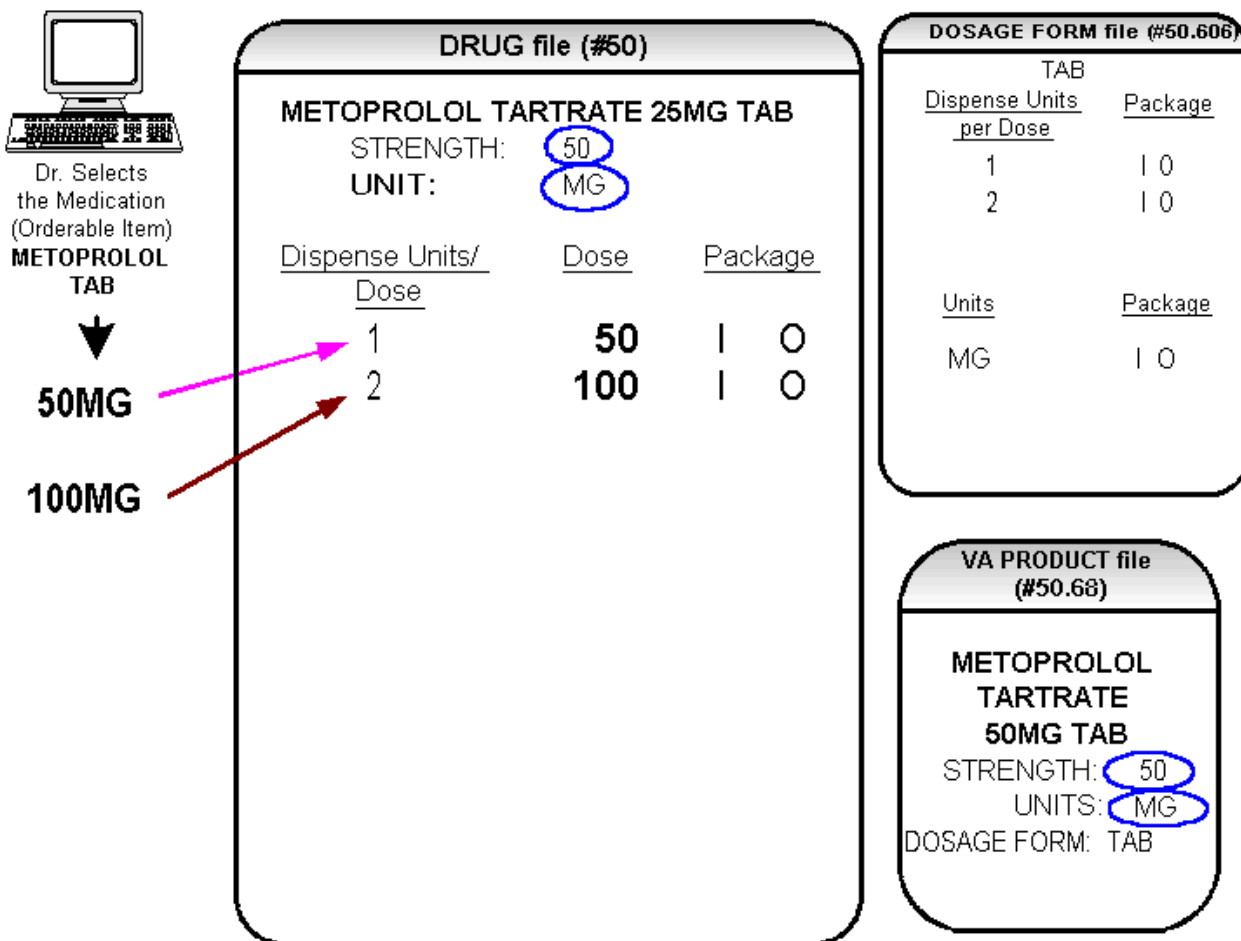 Dr. Selects
the Medication
(Orderable Item)
METOPROLOL
TAB
50MG
100MG
DRUG file (#50)
METOPROLOL TARTRATE 25MG TAB
STRENGTH: 50
UNIT: MG
Dispense Units/ Dose Package
Dose
1 50 I O
2 100 I O
DOSAGE FORM file (#50.606)
TAB
Dispense Units Package
per Dose
1 I O
2 I O
Units Package
MG I O
VA PRODUCT file
(#50.68)
METOPROLOL
TARTRATE
50MG TAB
STRENGTH: 50
UNITS: MG
DOSAGE FORM: TAB